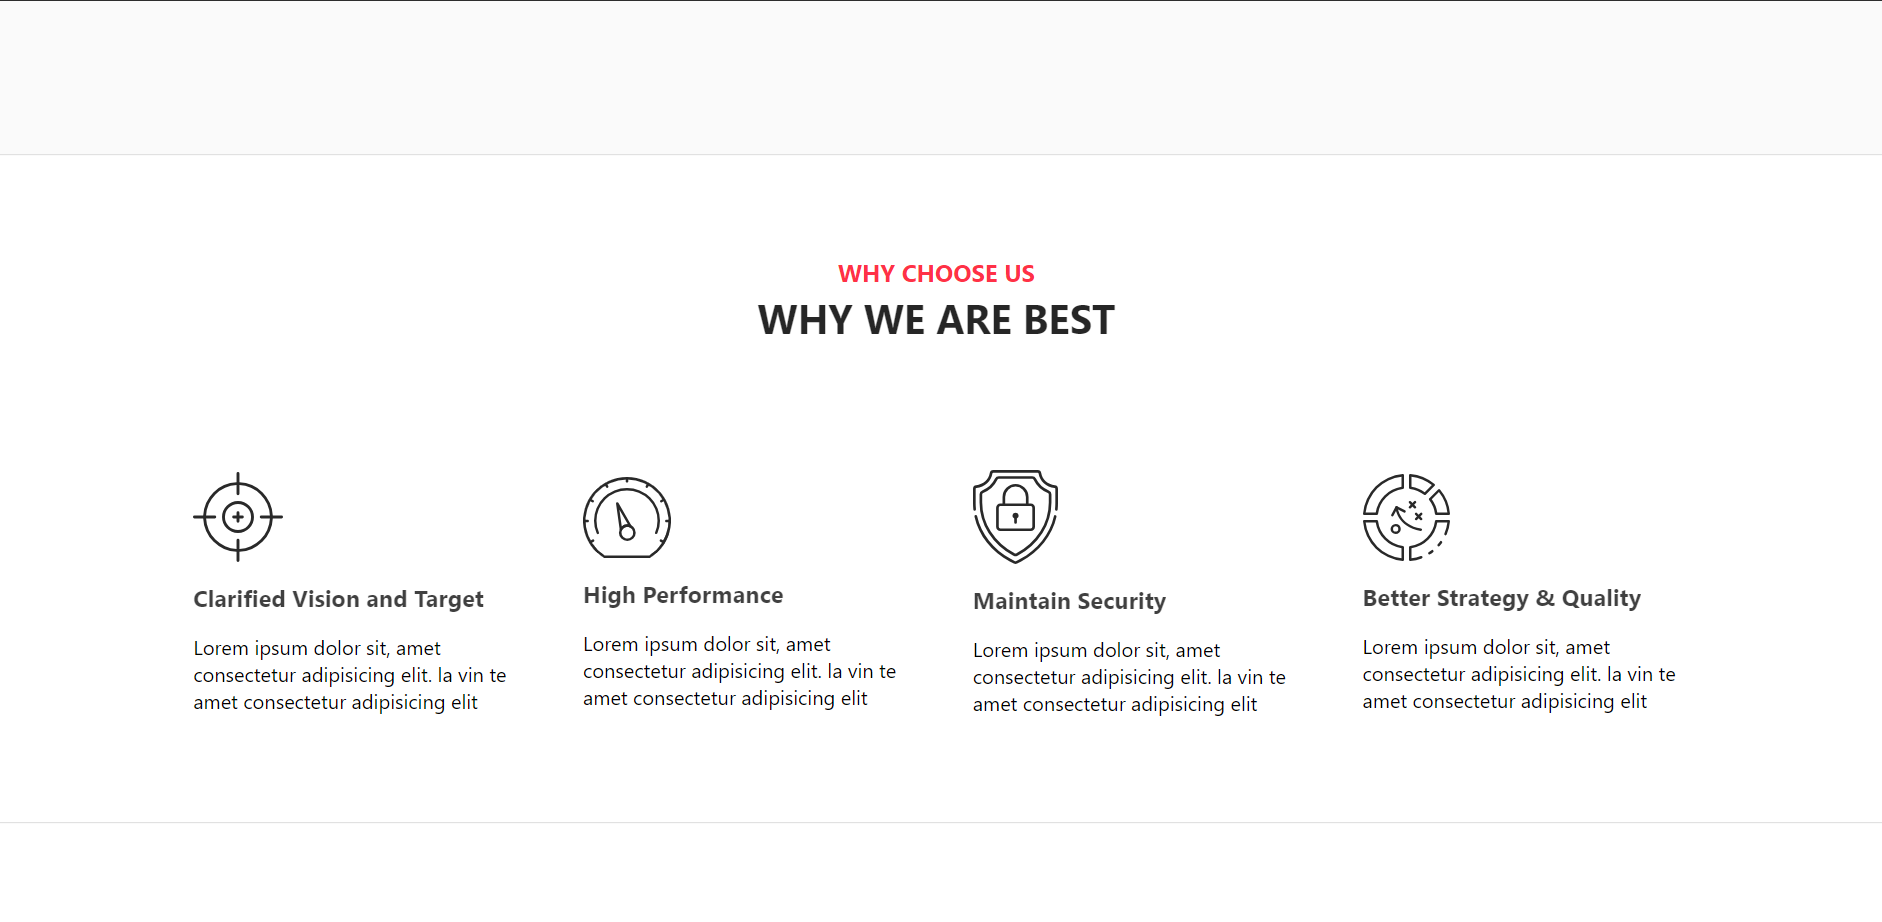 WHY CHOOSE US
WHY WE ARE BEST
Clarified Vision and Target
Lorem ipsum dolor sit, amet
consectetur adipisicing elit. la vin te
amet consectetur adipisicing elit
High Performance
Lorem ipsum dolor sit, amet
consectetur adipisicing elit. la vin te
amet consectetur adipisicing elit
Maintain Security
Lorem ipsum dolor sit, amet
consectetur adipisicing elit. la vin te
amet consectetur adipisicing elit
Better Strategy & Quality
Lorem ipsum dolor sit, amet
consectetur adipisicing elit. la vin te
amet consectetur adipisicing elit